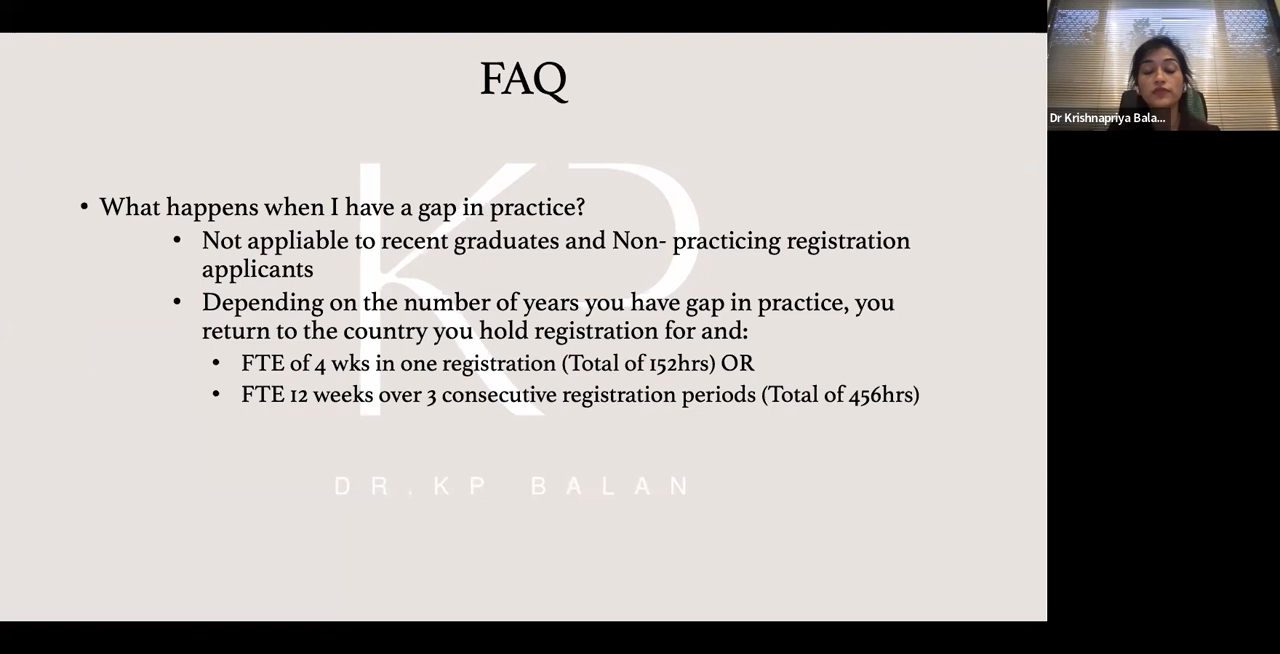 FAQ
• What happens when I have a gap in practice?
• Not appliable to recent graduates and Non- practicing registration
applicants
• Depending on the number of years you have gap in practice, you
return to the country you hold registration for and:
• FTE of 4 wks in one registration (Total of 152hrs) OR
• FTE 12 weeks over 3 consecutive registration periods (Total of 456hrs)
KP
DR.KP BALAN
Dr Krishnapriya Bala...